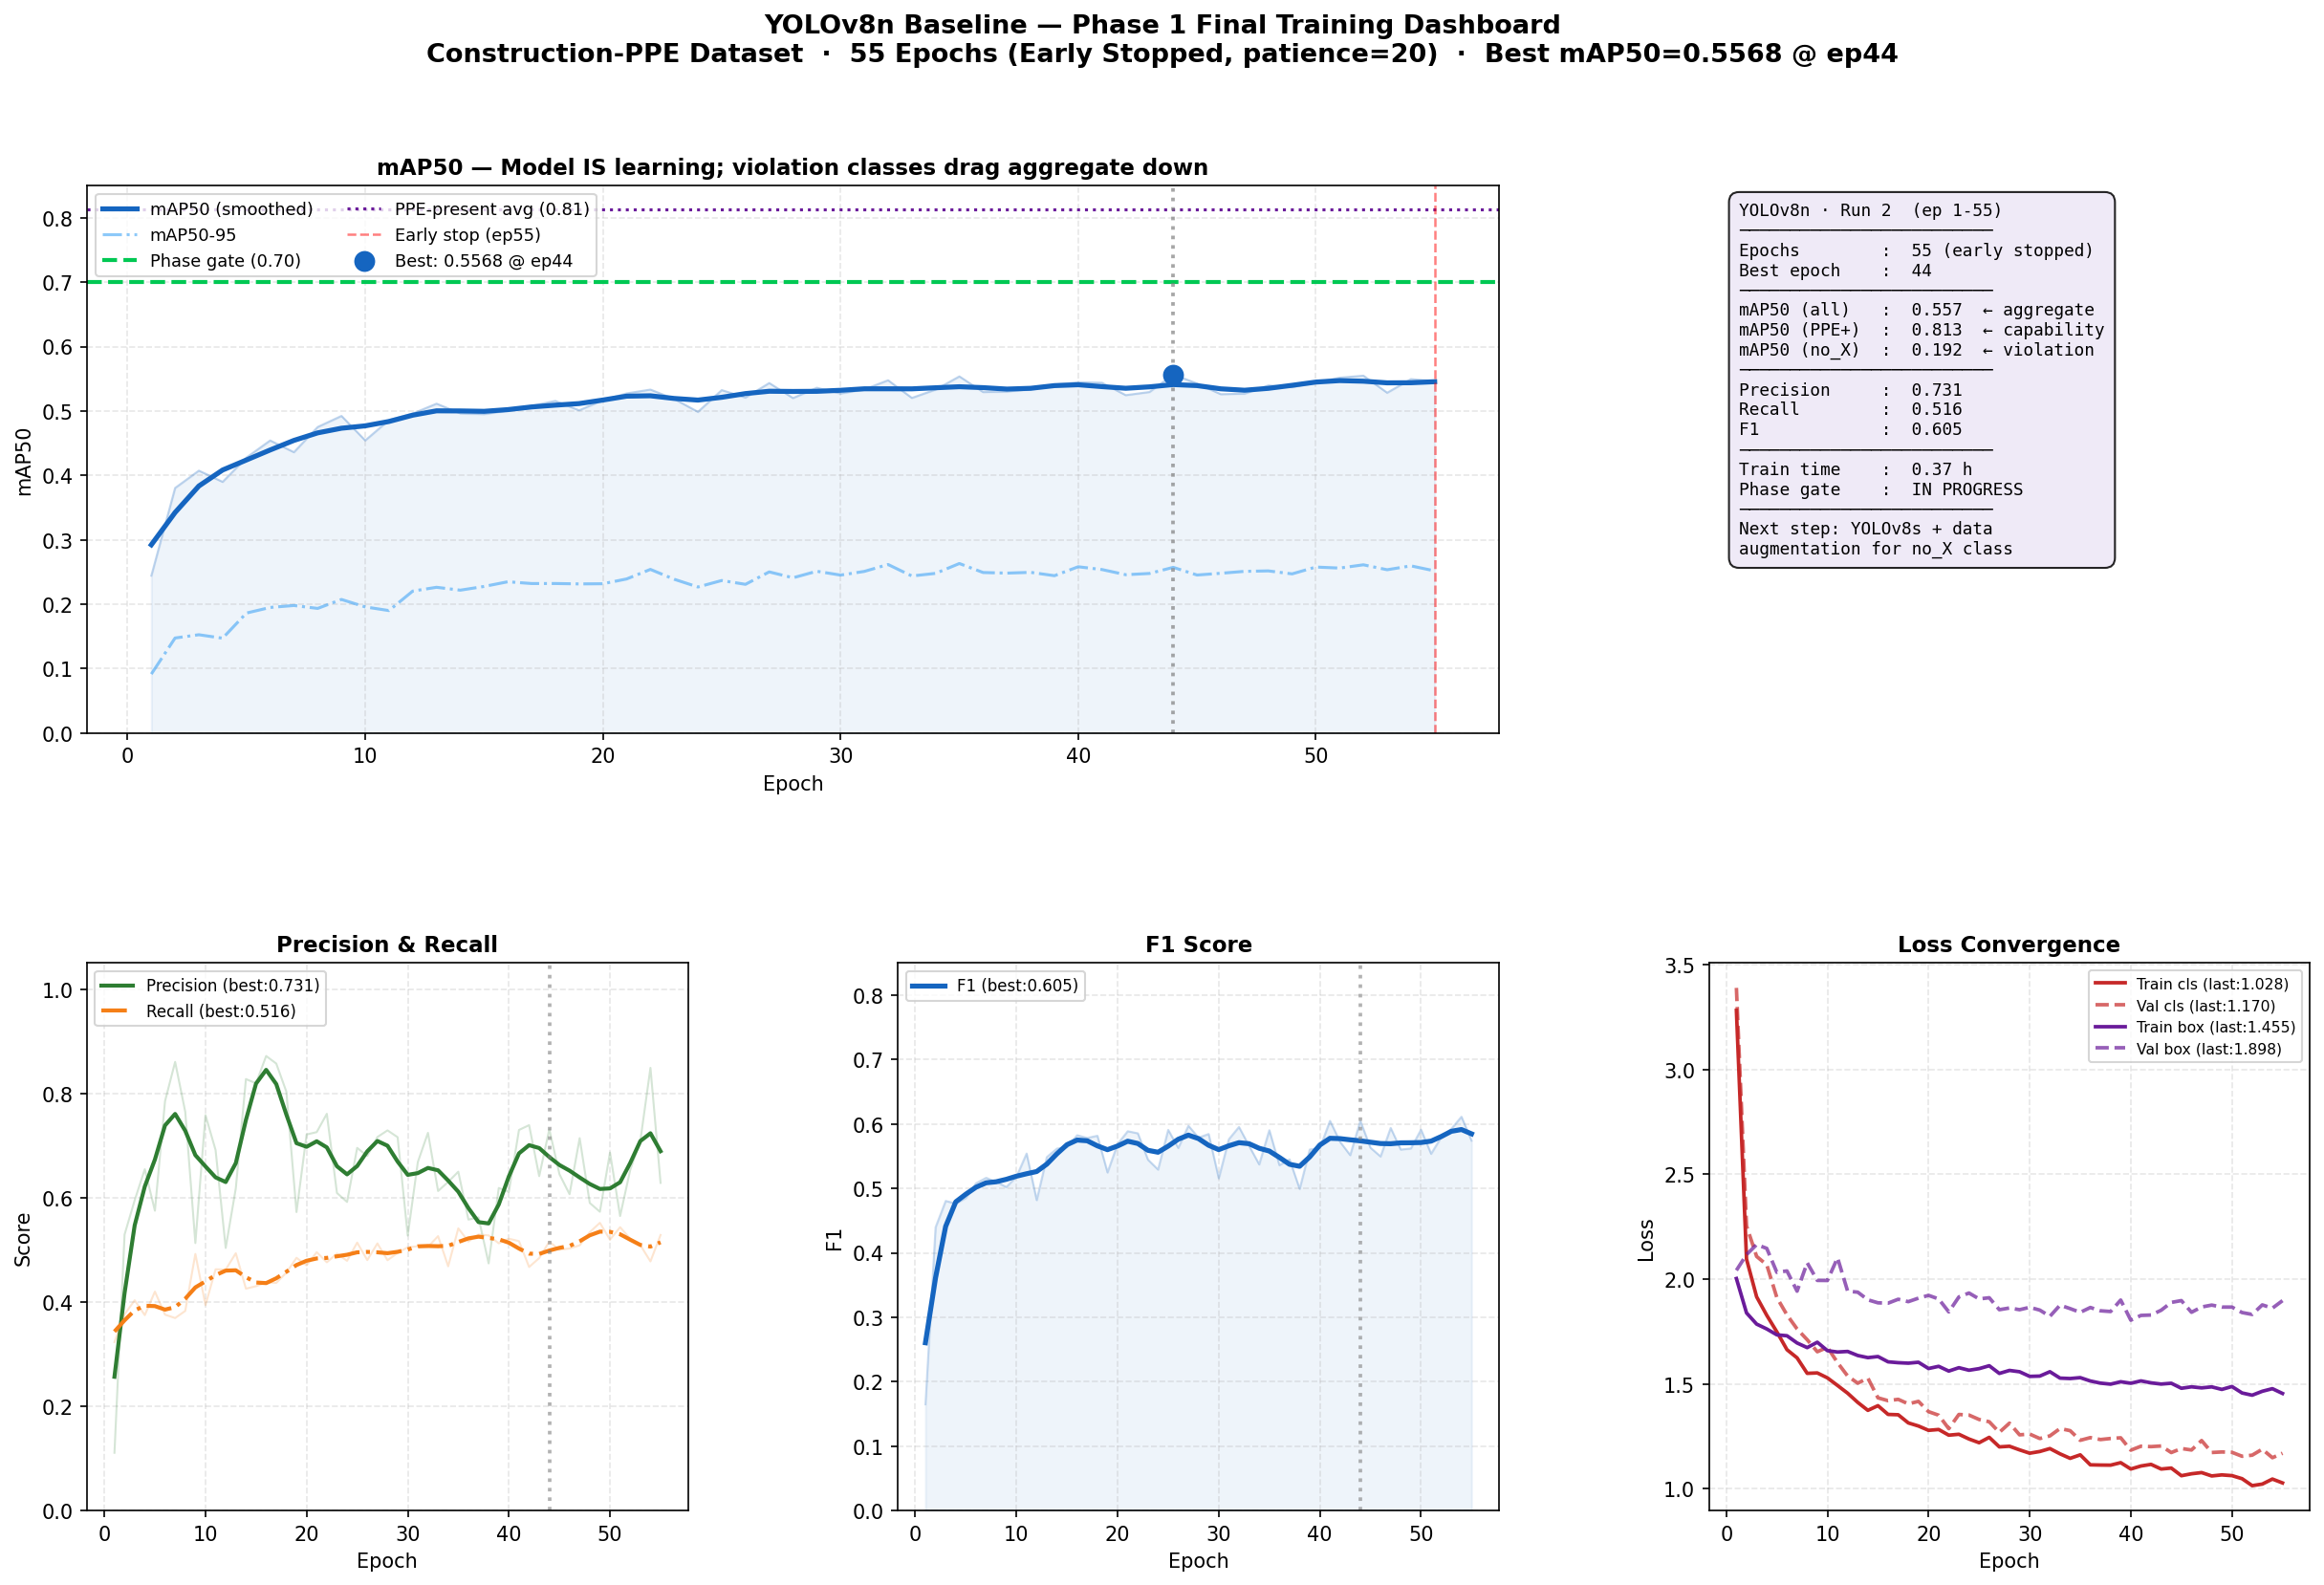 YOLOv8n Baseline — Phase 1 Final Training Dashboard
Construction-PPE Dataset · 55 Epochs (Early Stopped, patience=20) · Best mAP50=0.5568 @ ep44
mAP50 — Model IS learning; violation classes drag aggregate down
mAP50 (smoothed)
mAP50-95
Phase gate (0.70)
PPE-present avg (0.81)
Early stop (ep55)
Best: 0.5568 @ ep44
0.8
0.7
0.6
0.5
0.4
0.3
0.2
0.1
0.0
mAP50
0 10 20 30 40 50
Epoch
YOLOv8n · Run 2 (ep 1-55)
Epochs : 55 (early stopped)
Best epoch : 44
mAP50 (all) : 0.557 ← aggregate
mAP50 (PPE+) : 0.813 ← capability
mAP50 (no_X) : 0.192 ← violation
Precision : 0.731
Recall : 0.516
F1 : 0.605
Train time : 0.37 h
Phase gate : IN PROGRESS
Next step: YOLOv8s + data
augmentation for no_X class
Precision & Recall
Precision (best:0.731)
Recall (best:0.516)
1.0
0.8
0.6
0.4
0.2
0.0
Score
0 10 20 30 40 50
Epoch
F1 Score
F1 (best:0.605)
0.8
0.7
0.6
0.5
0.4
0.3
0.2
0.1
0.0
F1
0 10 20 30 40 50
Epoch
Loss Convergence
Train cls (last:1.028)
Val cls (last:1.170)
Train box (last:1.455)
Val box (last:1.898)
3.5
3.0
2.5
2.0
1.5
1.0
Loss
0 10 20 30 40 50
Epoch